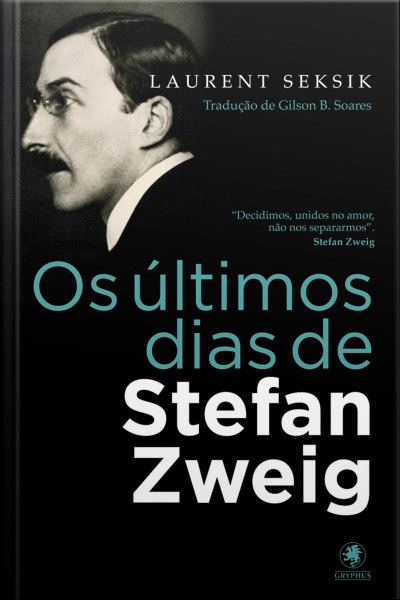 LAURENT SEKSIK
Tradução de Gilson B. Soares
“Decidimos, unidos no amor,
não nos separarmos”.
Stefan Zweig
Os últimos
dias de
Stefan
Zweig
GRYPHUS